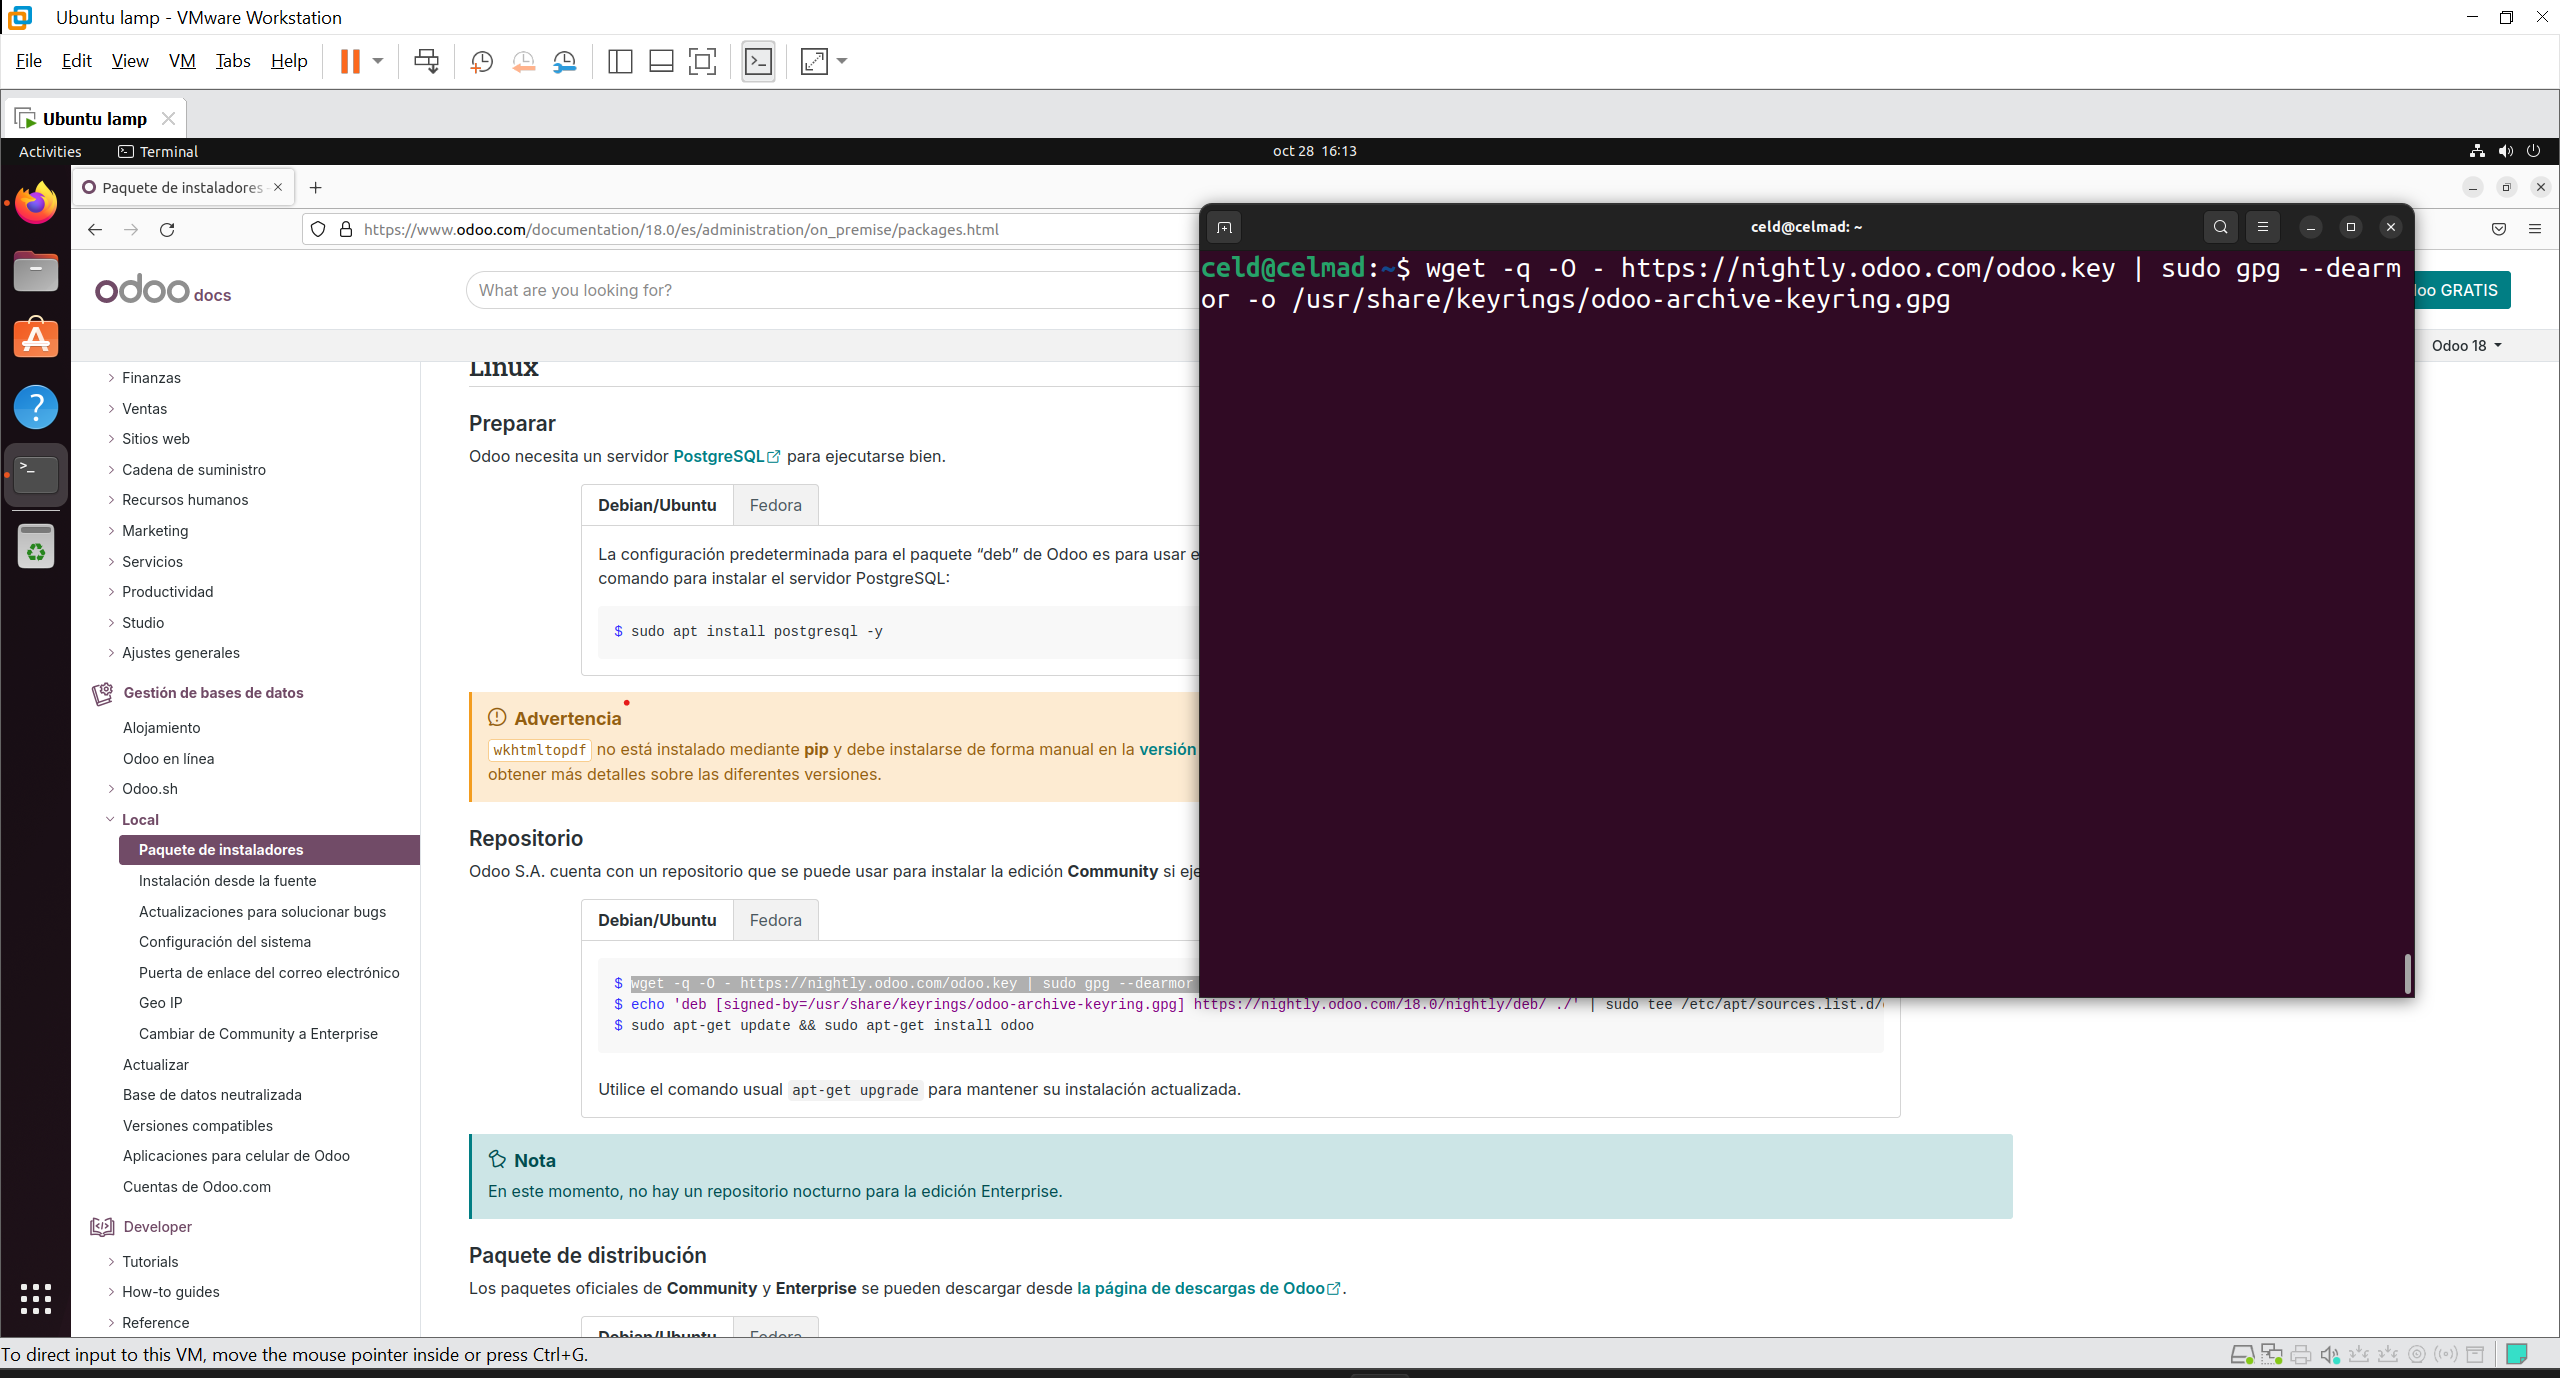 Ubuntu lamp - VMware Workstation
File Edit View VM Tabs Help
Ubuntu lamp
Activities Terminal oct 28 16:13
Paquete de instaladores
https://www.odoo.com/documentation/18.0/es/administration/on_premise/packages.html
odoo docs
What are you looking for?
GRATIS
Odoo 18
celd@celmad: ~
celd@celmad:~$ wget -q -O - https://nightly.odoo.com/odoo.key | sudo gpg --dearm
or -o /usr/share/keyrings/odoo-archive-keyring.gpg
Finanzas
Ventas
Sitios web
Cadena de suministro
Recursos humanos
Marketing
Servicios
Productividad
Studio
Ajustes generales
Gestión de bases de datos
Alojamiento
Odoo en línea
Odoo.sh
Local
Paquete de instaladores
Instalación desde la fuente
Actualizaciones para solucionar bugs
Configuración del sistema
Puerta de enlace del correo electrónico
Geo IP
Cambiar de Community a Enterprise
Actualizar
Base de datos neutralizada
Versiones compatibles
Aplicaciones para celular de Odoo
Cuentas de Odoo.com
Developer
Tutorials
How-to guides
Reference
Linux
Preparar
Odoo necesita un servidor PostgreSQL para ejecutarse bien.
Debian/Ubuntu Fedora
La configuración predeterminada para el paquete “deb” de Odoo es para usar e
comando para instalar el servidor PostgreSQL:
$ sudo apt install postgresql -y
Advertencia
wkhtmltopdf no está instalado mediante pip y debe instalarse de forma manual en la versión
obtener más detalles sobre las diferentes versiones.
Repositorio
Odoo S.A. cuenta con un repositorio que se puede usar para instalar la edición Community si eje
Debian/Ubuntu Fedora
$ wget -q -O - https://nightly.odoo.com/odoo.key | sudo gpg --dearmor
$ echo 'deb [signed-by=/usr/share/keyrings/odoo-archive-keyring.gpg] https://nightly.odoo.com/18.0/nightly/deb/ ./' | sudo tee /etc/apt/sources.list.d/
$ sudo apt-get update && sudo apt-get install odoo
Utilice el comando usual apt-get upgrade para mantener su instalación actualizada.
Nota
En este momento, no hay un repositorio nocturno para la edición Enterprise.
Paquete de distribución
Los paquetes oficiales de Community y Enterprise se pueden descargar desde la página de descargas de Odoo.
Debian/Ubuntu Fedora
To direct input to this VM, move the mouse pointer inside or press Ctrl+G.